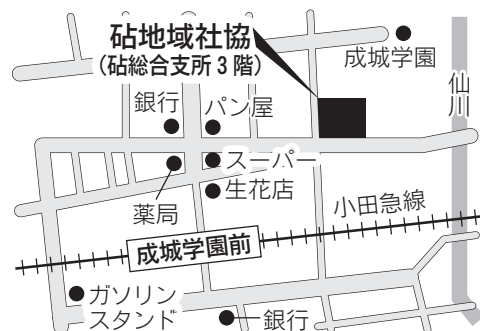 砧地域社協
(砧総合支所3階)
成城学園
仙川
銀行
パン屋
スーパー
薬局
生花店
小田急線
成城学園前
ガソリン
スタンド
銀行